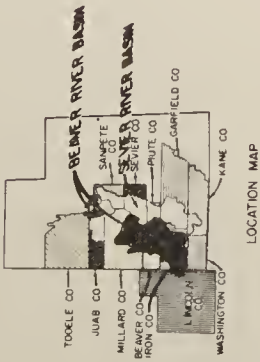 BEAVER RIVER BASIN
SEVIER RIVER BASIN
SANPETE CO
SEVIER CO
PIUTE CO
GARFIELD CO
KANE CO
TOOELE CO
JUAB CO
MILLARD CO
BEAVER CO
IRON CO
LINCOLN CO
WASHINGTON CO
LOCATION MAP